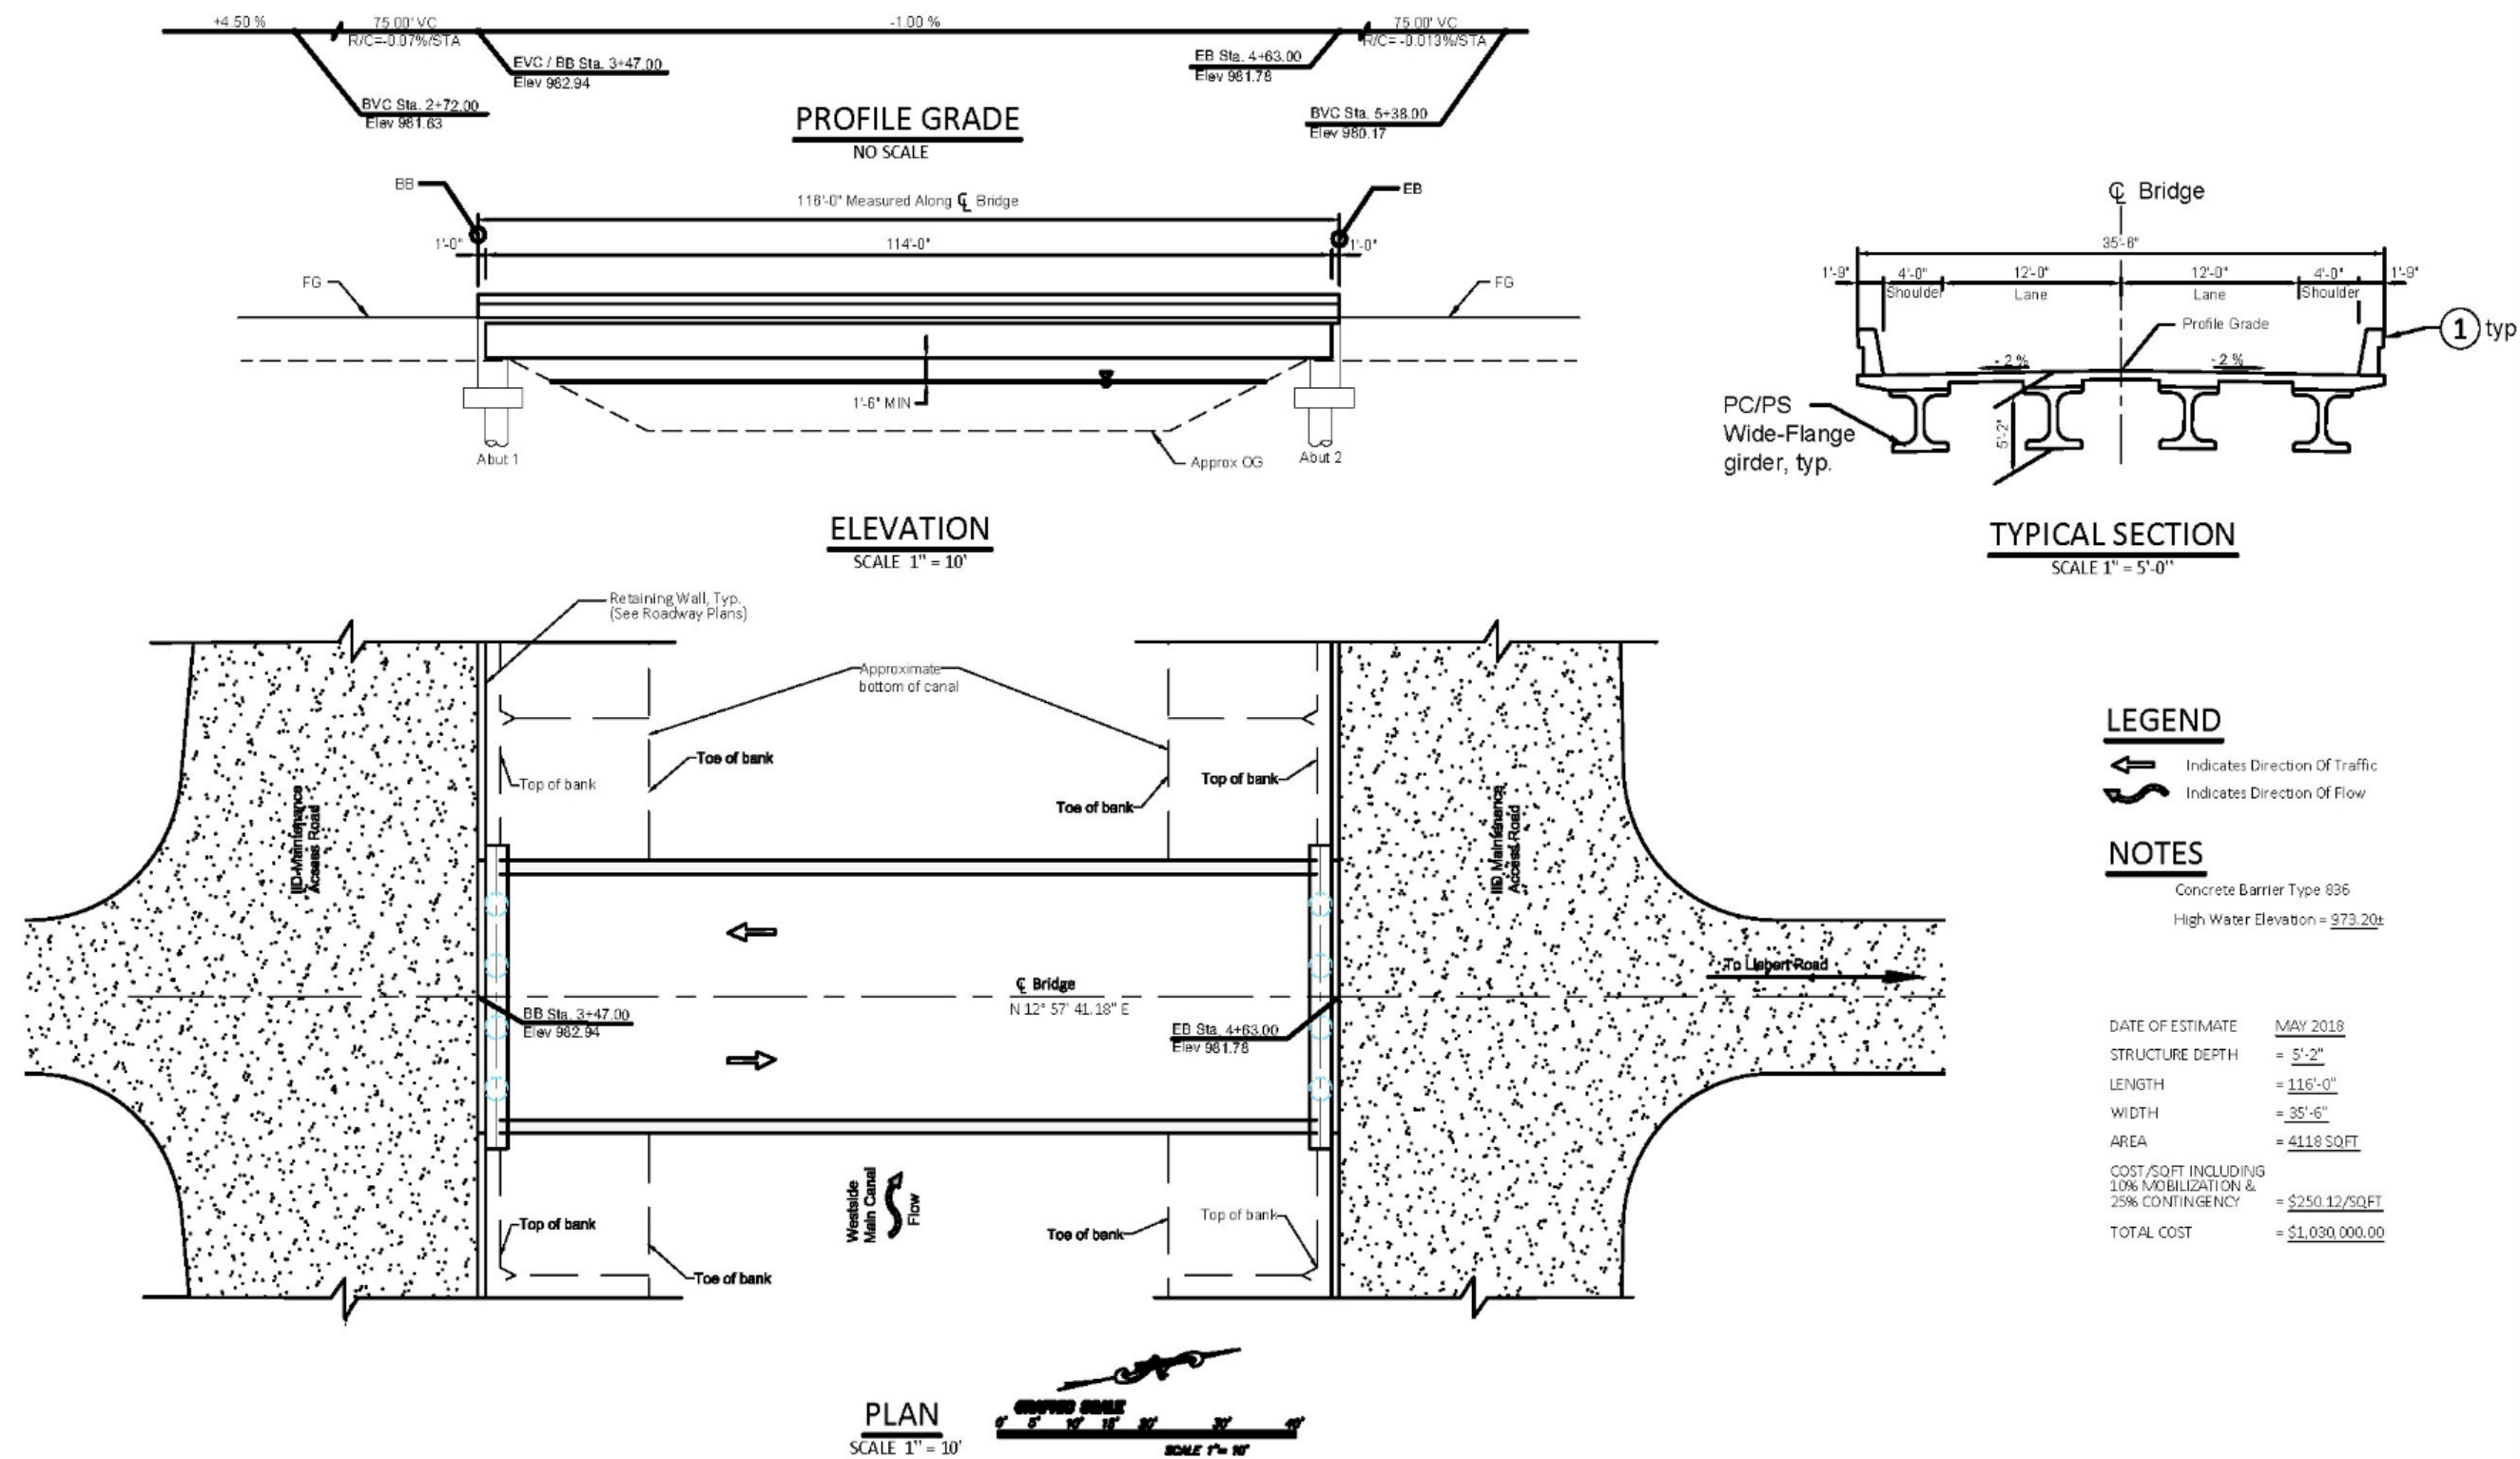 +4.50 %
75.00' VC
R/C=-0.07%/STA
-1.00 %
75.00' VC
R/C= -0.013%/STA
EVC / BB Sta. 3+47.00
Elev 982.94
EB Sta. 4+63.00
Elev 981.78
BVC Sta. 2+72.00
Elev 981.63
BVC Sta. 5+38.00
Elev 980.17
PROFILE GRADE
NO SCALE
BB
EB
116'-0" Measured Along ℄ Bridge
1'-0"
114'-0"
1'-0"
FG
FG
1'-6" MIN
Abut 1
Approx OG
Abut 2
ELEVATION
SCALE 1" = 10'
℄ Bridge
35'-6"
1'-9"
4'-0"
12'-0"
12'-0"
4'-0"
1'-9"
Shoulder
Lane
Lane
Shoulder
Profile Grade
1 typ
- 2 %
- 2 %
PC/PS
Wide-Flange
girder, typ.
5'-2"
TYPICAL SECTION
SCALE 1" = 5'-0"
Retaining Wall, Typ.
(See Roadway Plans)
Approximate
bottom of canal
Top of bank
Toe of bank
Toe of bank
Top of bank
IID Maintenance
Access Road
IID Maintenance
Access Road
℄ Bridge
N 12° 57' 41.18" E
BB Sta. 3+47.00
Elev 982.94
EB Sta. 4+63.00
Elev 981.78
To Liebert Road
Westside
Main Canal
Flow
Top of bank
Toe of bank
Toe of bank
Top of bank
PLAN
SCALE 1" = 10'
GRAPHIC SCALE
0' 5' 10' 15' 20' 30' 40'
SCALE 1"= 10'
LEGEND
Indicates Direction Of Traffic
Indicates Direction Of Flow
NOTES
Concrete Barrier Type 836
High Water Elevation = 973.20±
DATE OF ESTIMATE MAY 2018
STRUCTURE DEPTH = 5'-2"
LENGTH = 116'-0"
WIDTH = 35'-6"
AREA = 4118 SQFT
COST/SQFT INCLUDING
10% MOBILIZATION &
25% CONTINGENCY = $250.12/SQFT
TOTAL COST = $1,030,000.00